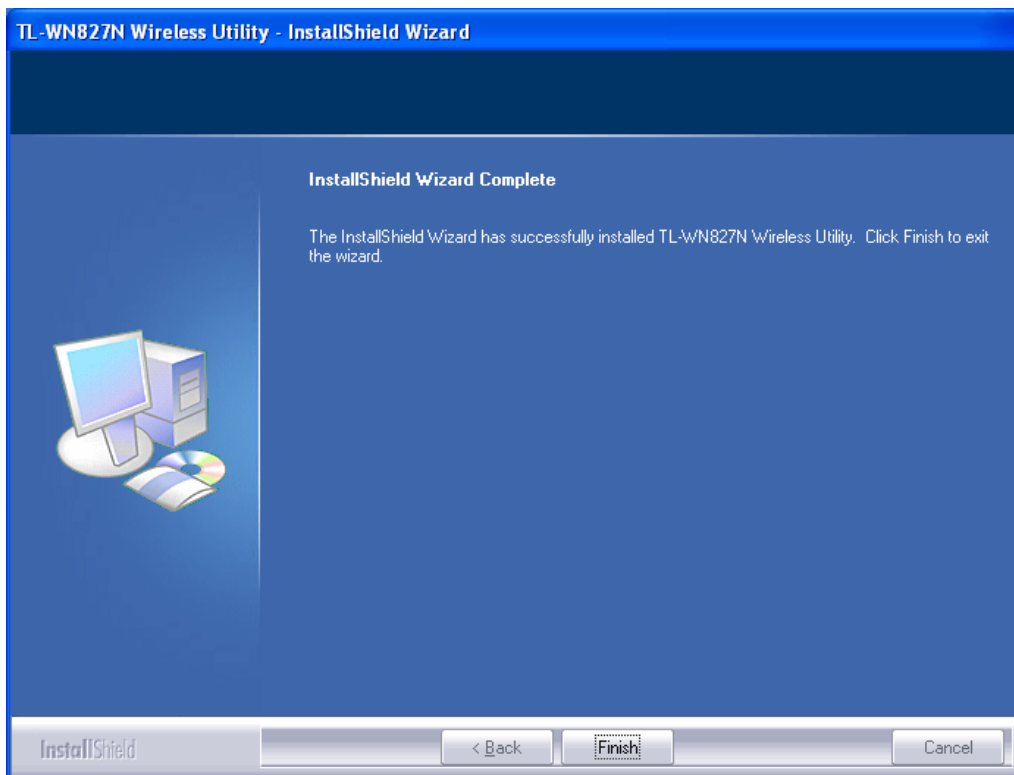 TL-WN827N Wireless Utility - InstallShield Wizard
InstallShield Wizard Complete
The InstallShield Wizard has successfully installed TL-WN827N Wireless Utility. Click Finish to exit
the wizard.
InstallShield
< Back
Finish
Cancel